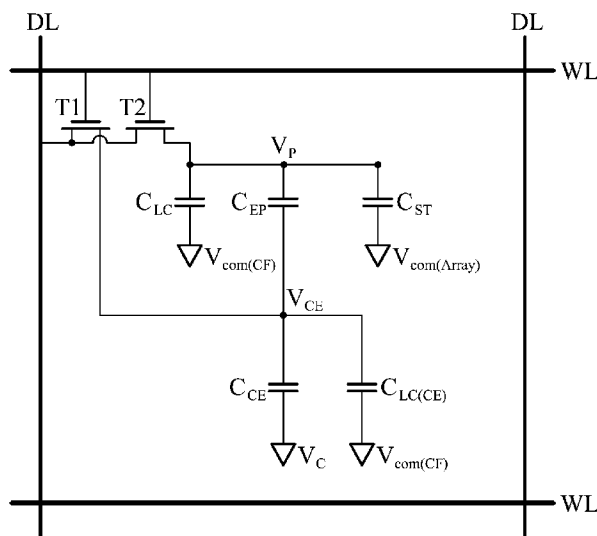 DL DL
WL
T1 T2
V_P
C_LC C_EP C_ST
V_com(CF) V_com(Array)
V_CE
C_CE C_LC(CE)
V_C V_com(CF)
WL